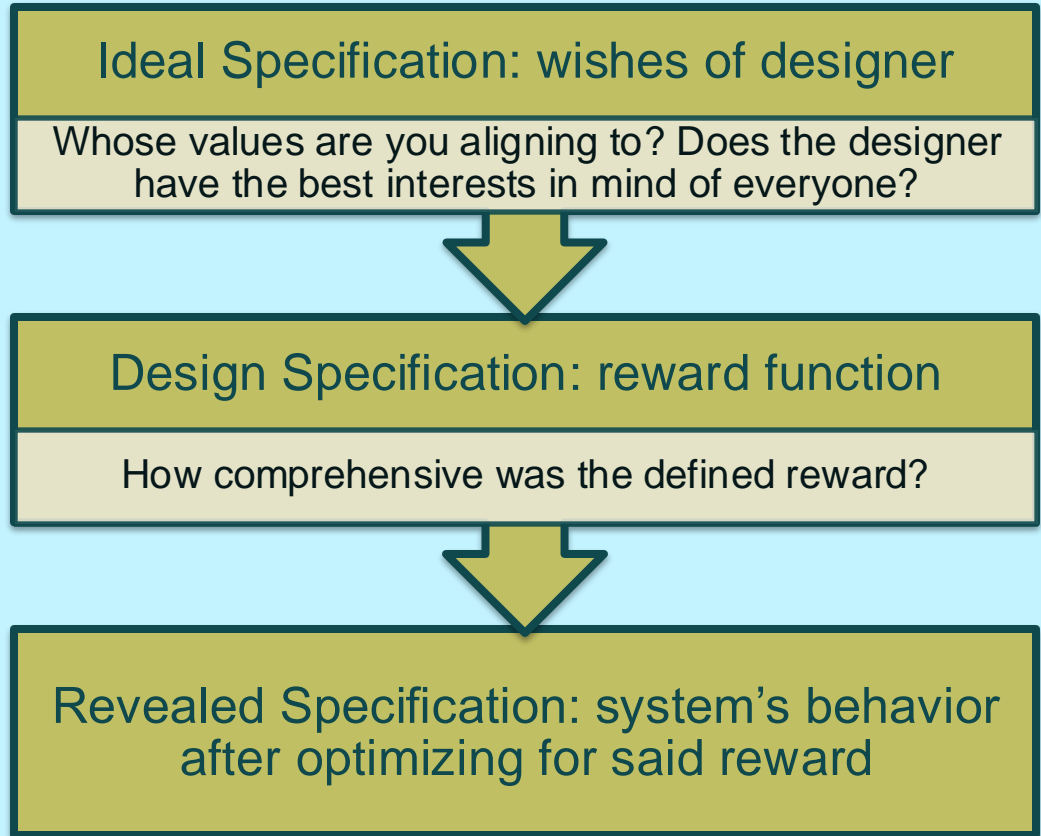 Ideal Specification: wishes of designer
Whose values are you aligning to? Does the designer
have the best interests in mind of everyone?
Design Specification: reward function
How comprehensive was the defined reward?
Revealed Specification: system’s behavior
after optimizing for said reward